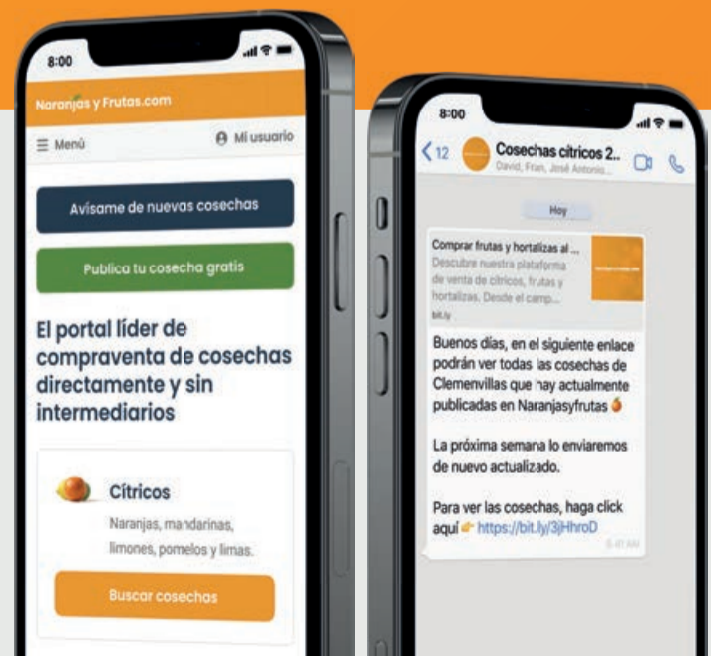 8:00
Naranjas y Frutas.com
Menú
Mi usuario
Avísame de nuevas cosechas
Publica tu cosecha gratis
El portal líder de
compraventa de cosechas
directamente y sin
intermediarios
Cítricos
Naranjas, mandarinas,
limones, pomelos y limas.
Buscar cosechas
8:00
12
Cosechas cítricos 2..
David, Fran, José Antonio...
Hoy
Comprar frutas y hortalizas al ...
Descubre nuestra plataforma
de venta de cítricos, frutas y
hortalizas. Desde el camp...
bit.ly
Buenos días, en el siguiente enlace
podrán ver todas las cosechas de
Clemenvillas que hay actualmente
publicadas en Naranjasyfrutas 🍊
La próxima semana lo enviaremos
de nuevo actualizado.
Para ver las cosechas, haga click
aquí 👉 https://bit.ly/3jHhroD